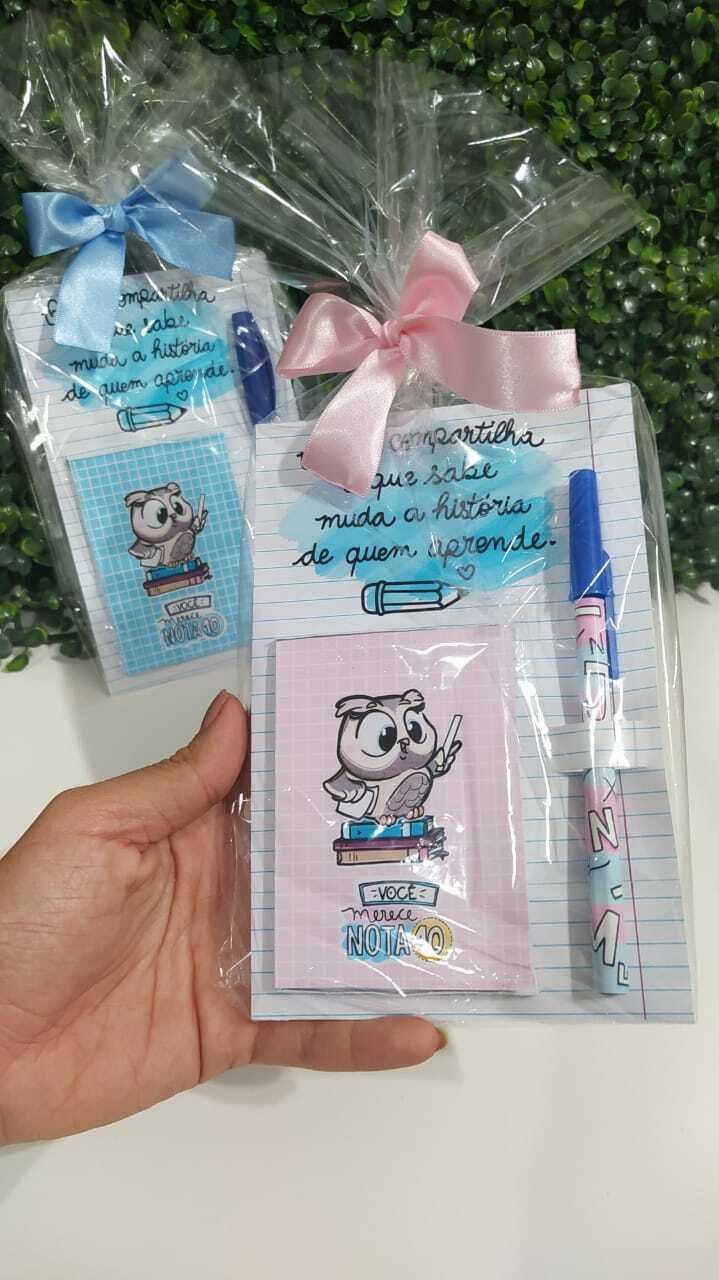 compartilha
sabe
muda a história
de quem aprende.
VOCÊ
merece
NOTA 10
compartilha
que sabe
muda a história
de quem aprende.
VOCÊ
merece
NOTA 10